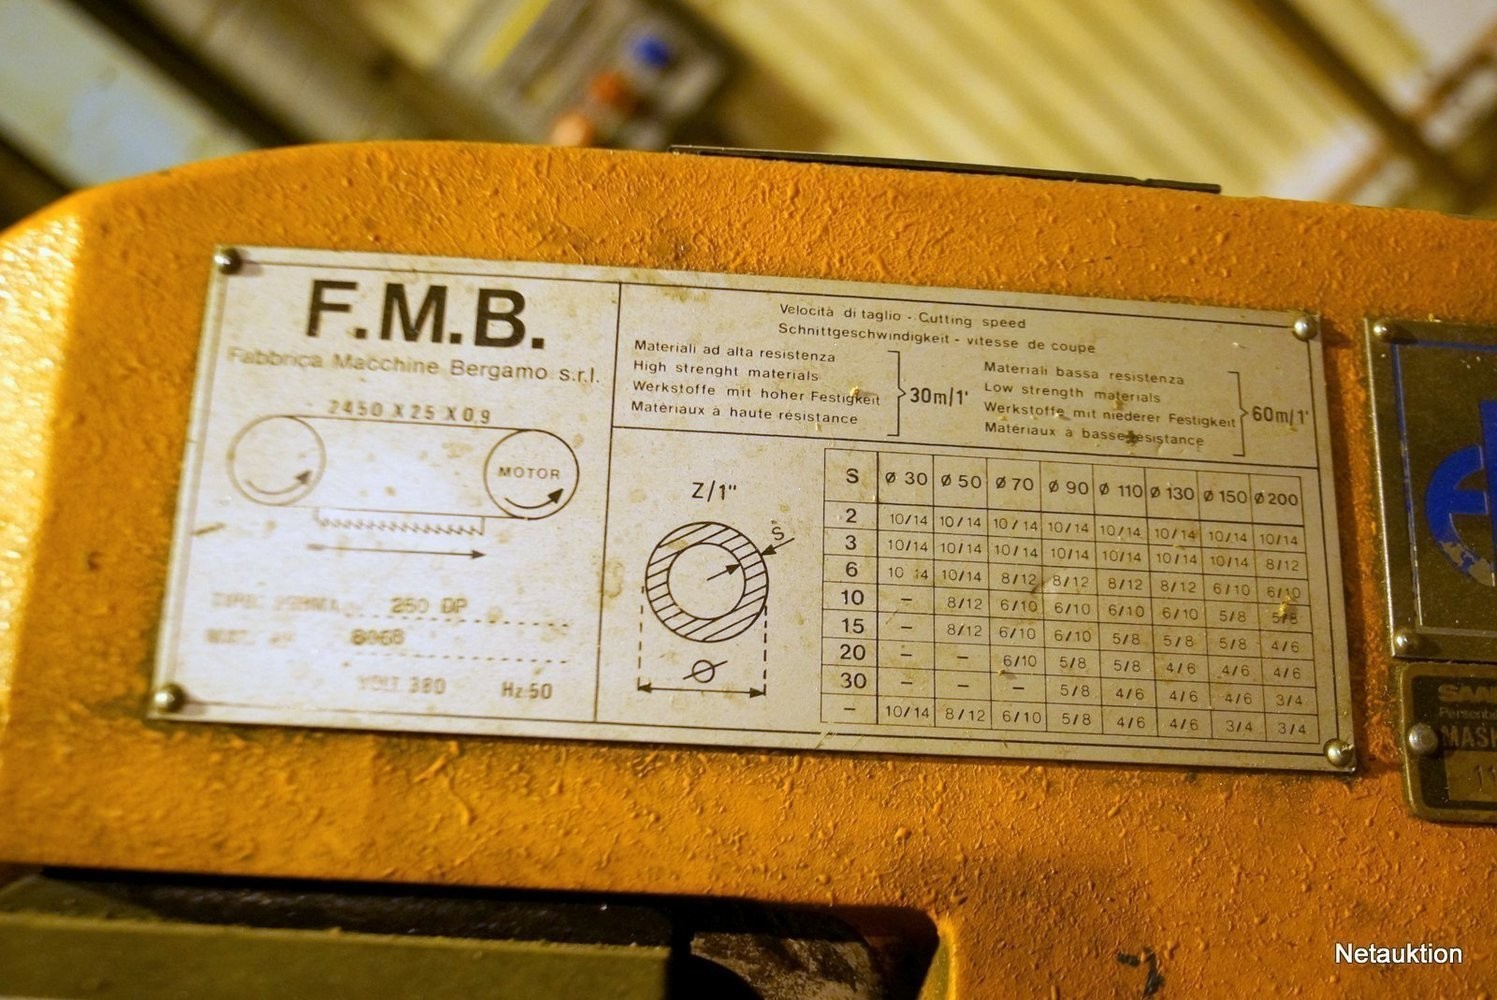 F.M.B.
Fabbrica Macchine Bergamo s.r.l.
2450 X 25 X 0,9
MOTOR
250 DP
8068
VOLT 380 Hz 50
Velocità di taglio - Cutting speed
Schnittgeschwindigkeit - vitesse de coupe
Materiali ad alta resistenza
High strenght materials
Werkstoffe mit hoher Festigkeit
Matériaux à haute résistance
30m/1'
Materiali bassa resistenza
Low strength materials
Werkstoffe mit niederer Festigkeit
Matériaux à basse resistance
60m/1'
Z/1"
S
Ø
S Ø 30 Ø 50 Ø 70 Ø 90 Ø 110 Ø 130 Ø 150 Ø 200
2 10/14 10/14 10/14 10/14 10/14 10/14 10/14 10/14
3 10/14 10/14 10/14 10/14 10/14 10/14 10/14 8/12
6 10 14 10/14 8/12 8/12 8/12 8/12 6/10 6/10
10 – 8/12 6/10 6/10 6/10 6/10 5/8 5/8
15 – 8/12 6/10 6/10 5/8 5/8 5/8 4/6
20 – – 6/10 5/8 5/8 4/6 4/6 4/6
30 – – – 5/8 4/6 4/6 4/6 3/4
– 10/14 8/12 6/10 5/8 4/6 4/6 3/4 3/4
Netauktion